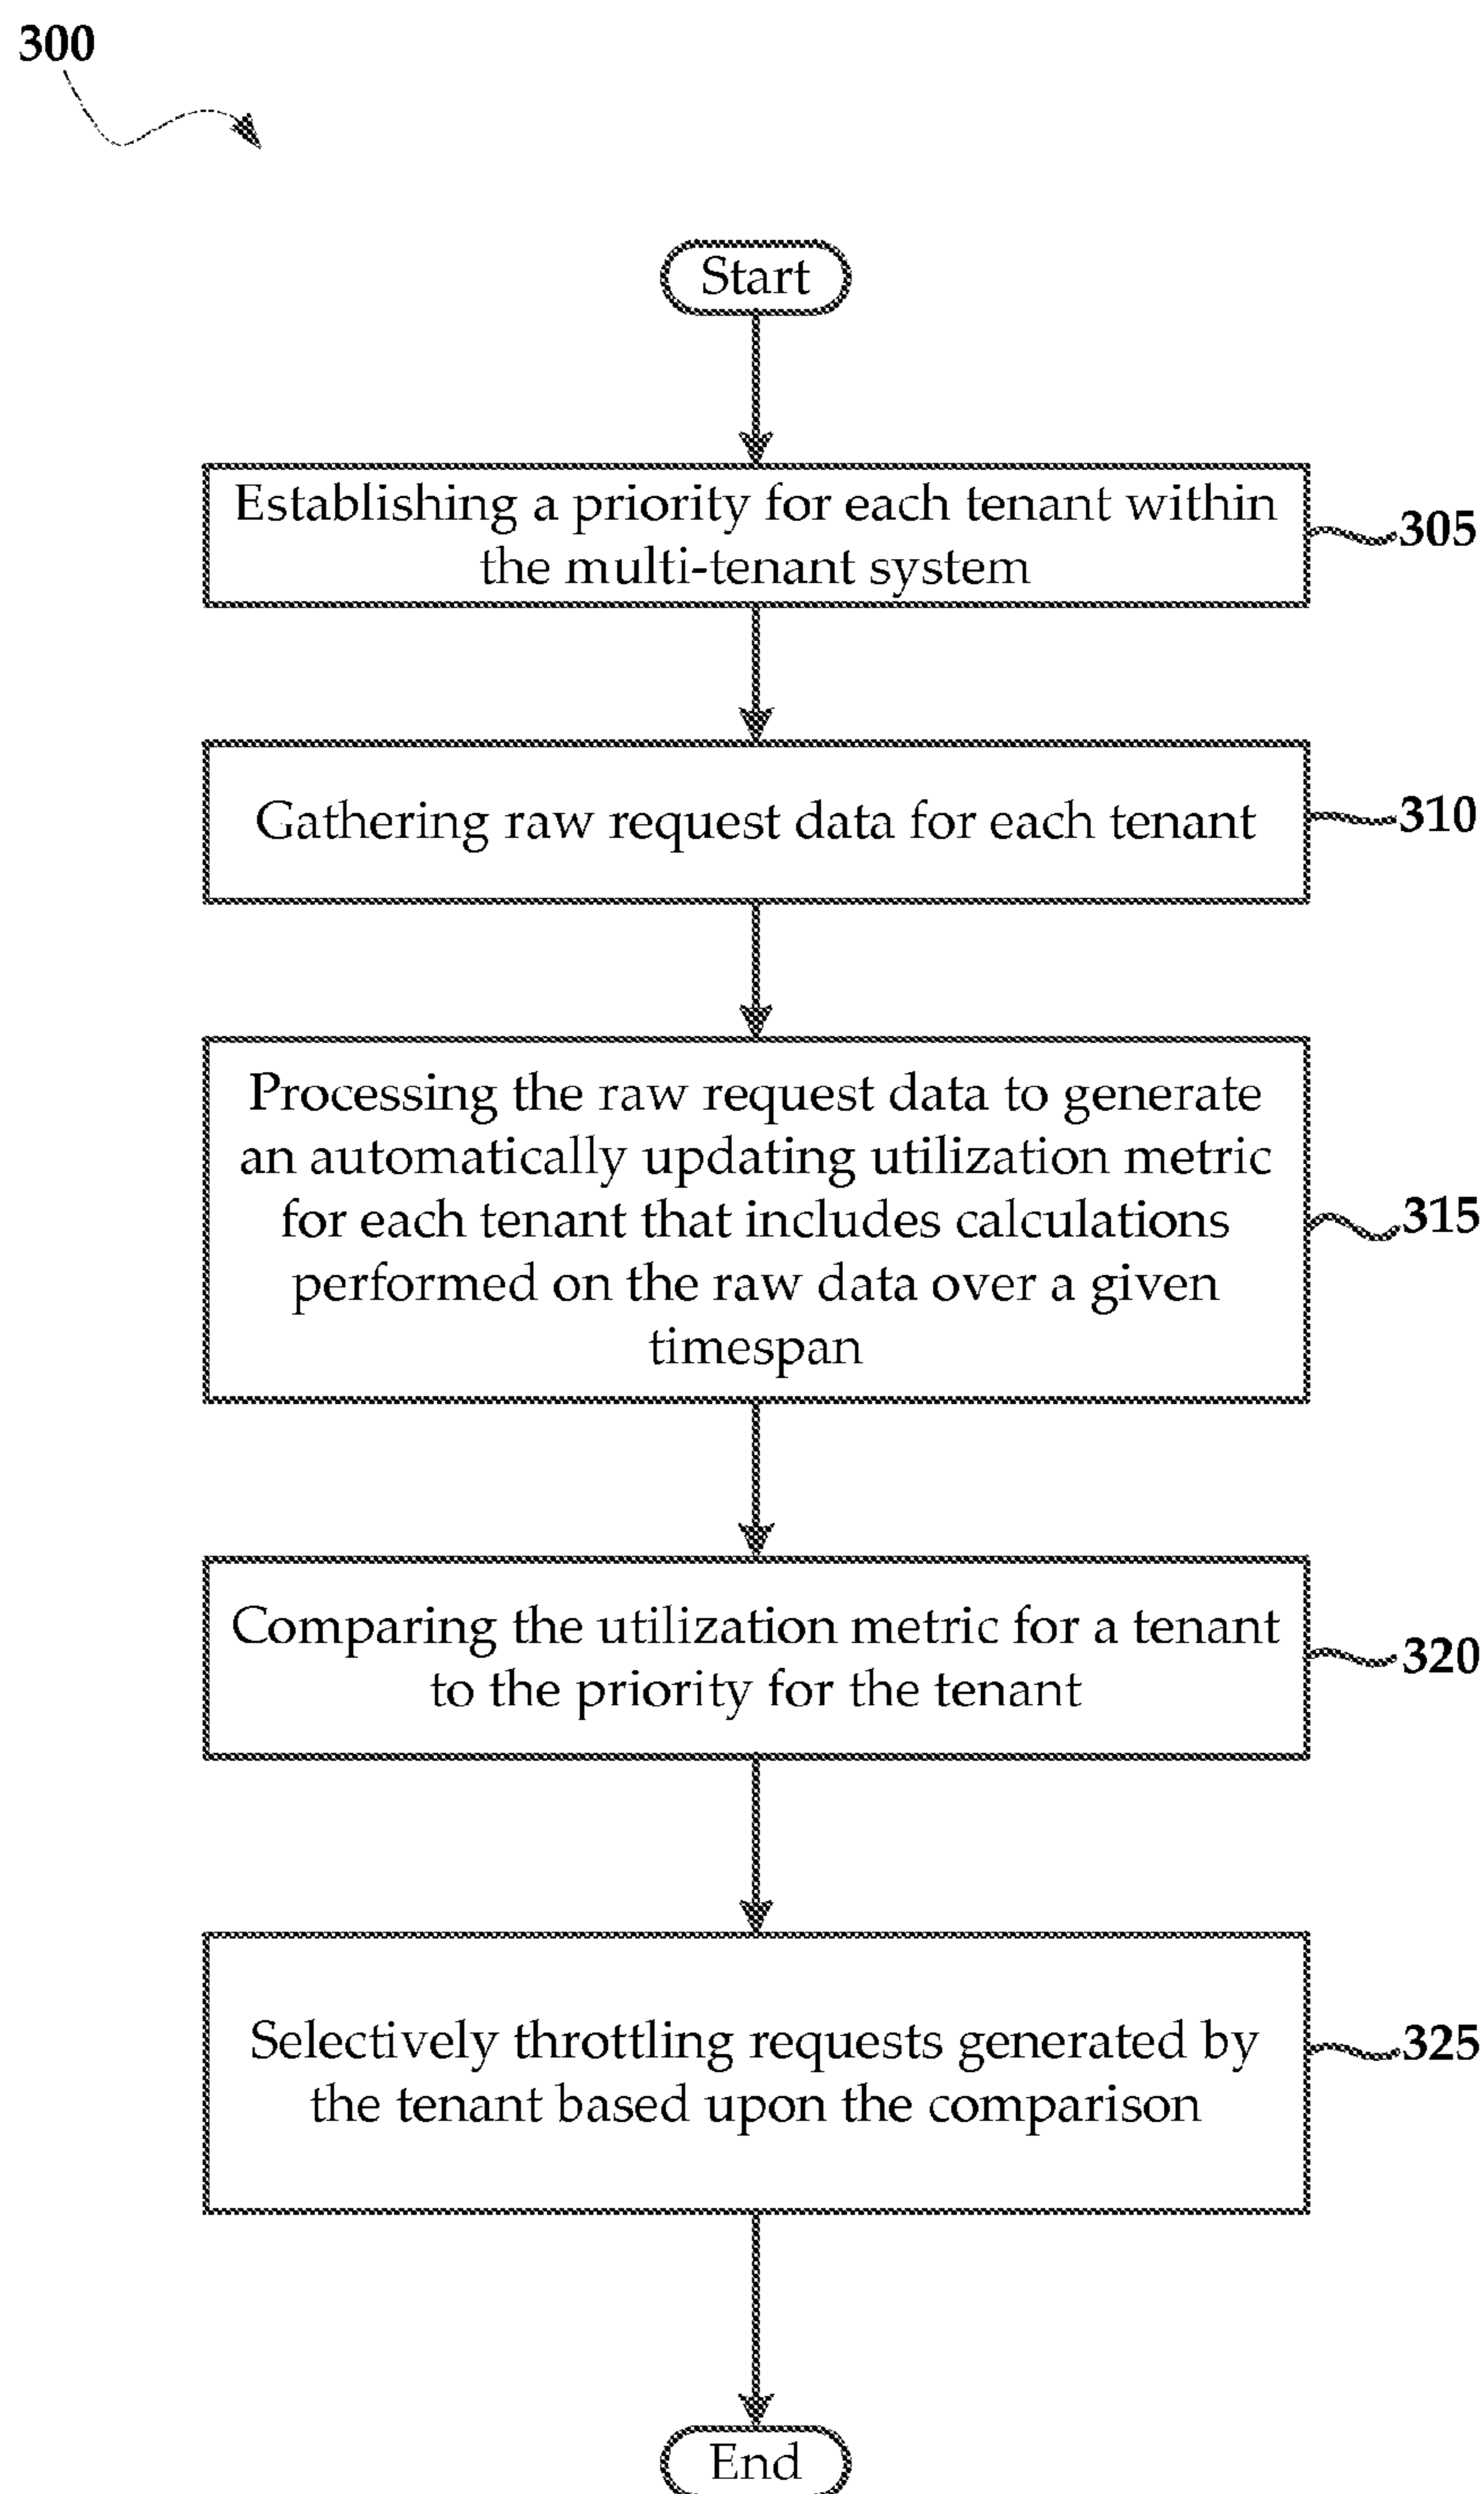 300
Start
Establishing a priority for each tenant within
the multi-tenant system
305
Gathering raw request data for each tenant
310
Processing the raw request data to generate
an automatically updating utilization metric
for each tenant that includes calculations
performed on the raw data over a given
timespan
315
Comparing the utilization metric for a tenant
to the priority for the tenant
320
Selectively throttling requests generated by
the tenant based upon the comparison
325
End